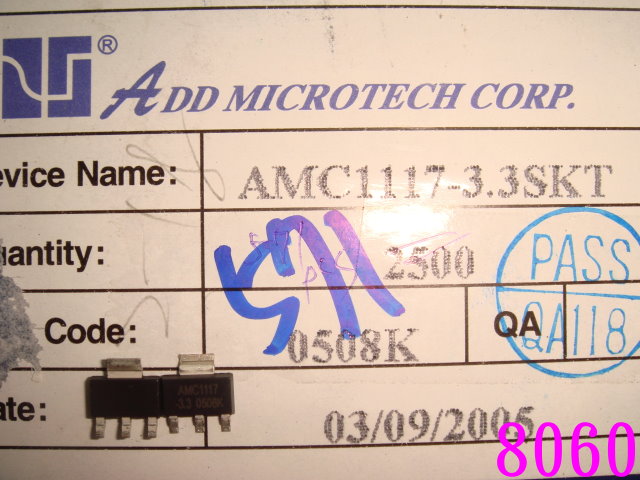 ®
ADD MICROTECH CORP.
evice Name: AMC1117-3.3SKT
uantity: 2500
PASS
Code: 0508K
QA
QA118
AMC1117
3.3 0508K
ate: 03/09/2005
8060